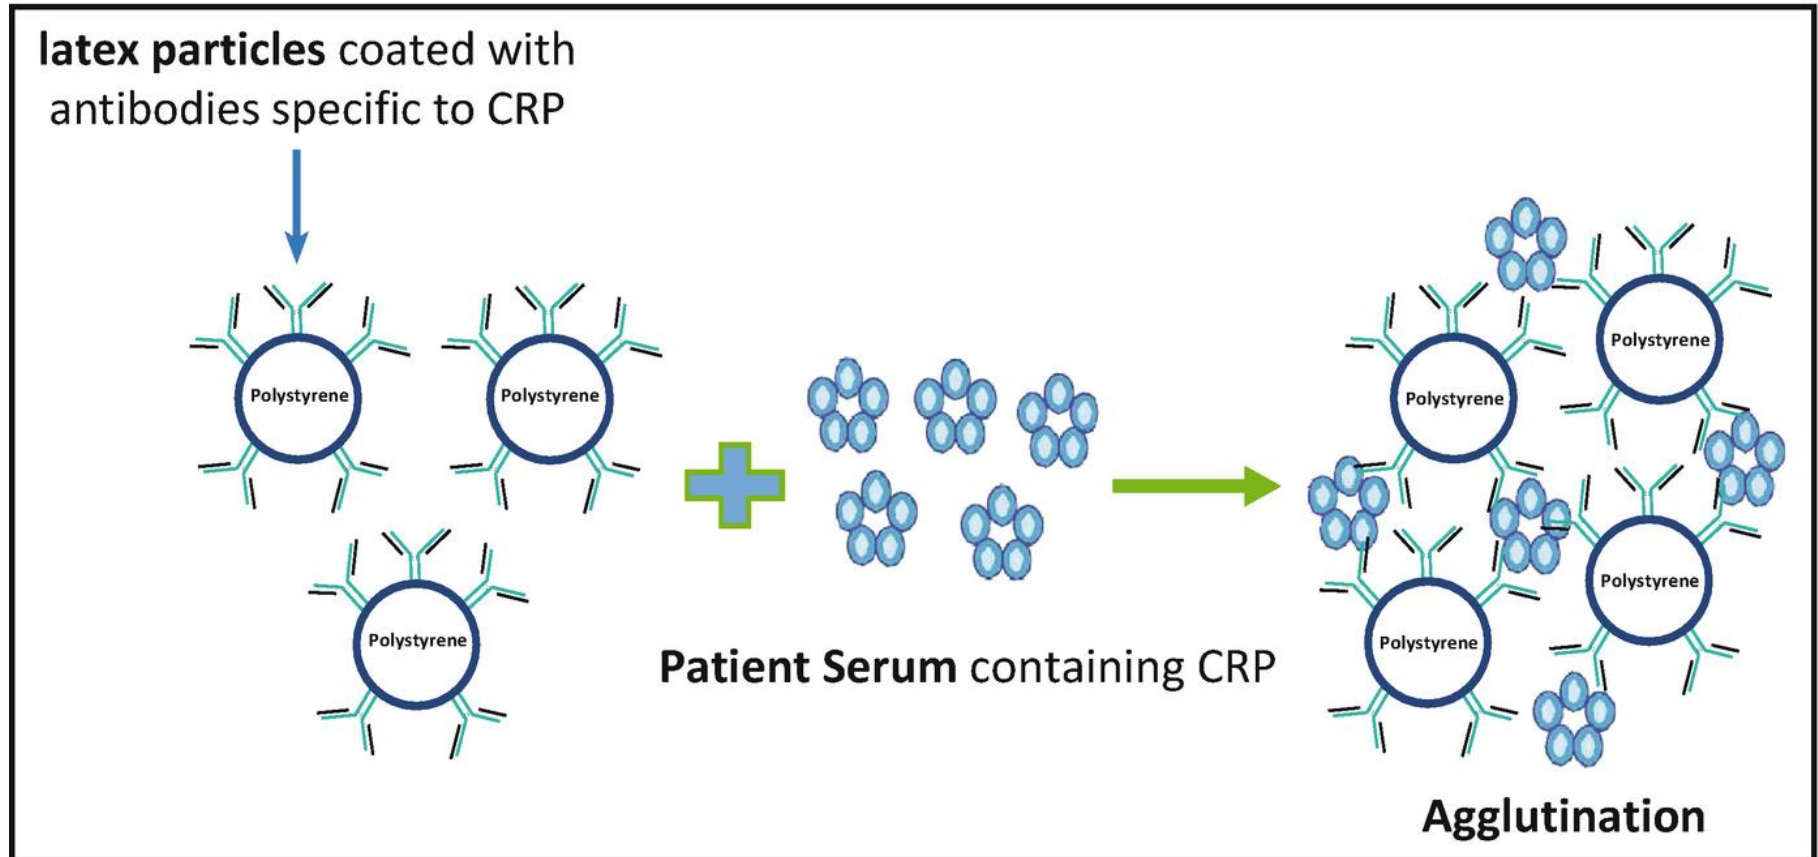 latex particles coated with
antibodies specific to CRP
Polystyrene
Polystyrene
Polystyrene
Patient Serum containing CRP
Polystyrene
Polystyrene
Polystyrene
Polystyrene
Agglutination